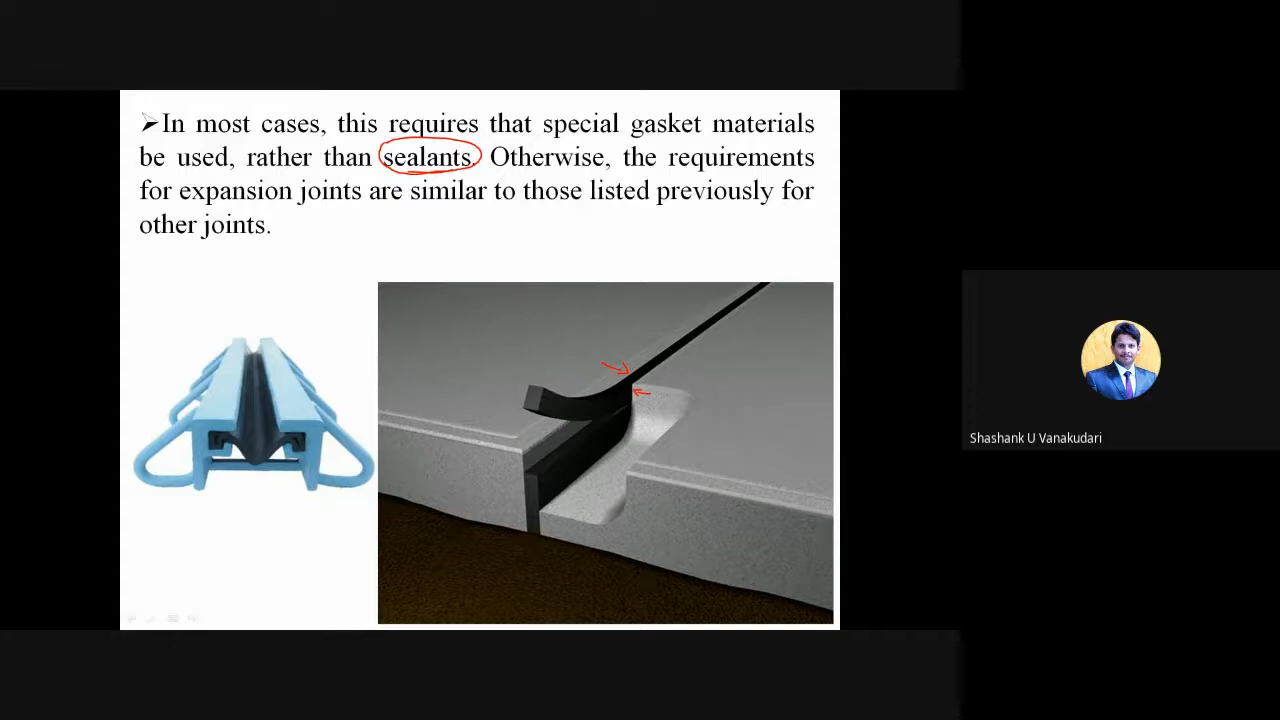 ➢In most cases, this requires that special gasket materials
be used, rather than sealants. Otherwise, the requirements
for expansion joints are similar to those listed previously for
other joints.
Shashank U Vanakudari